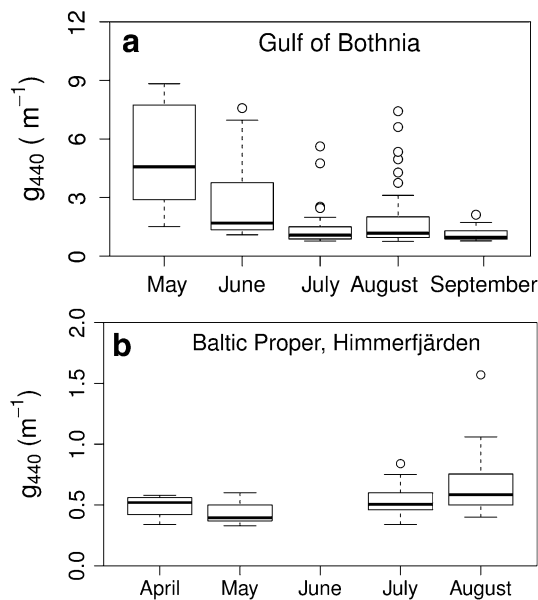 a Gulf of Bothnia
12
9
6
3
0
g440 ( m−1)
May June July August September
b Baltic Proper, Himmerfjärden
2.0
1.5
1.0
0.5
0.0
g440 (m−1)
April May June July August